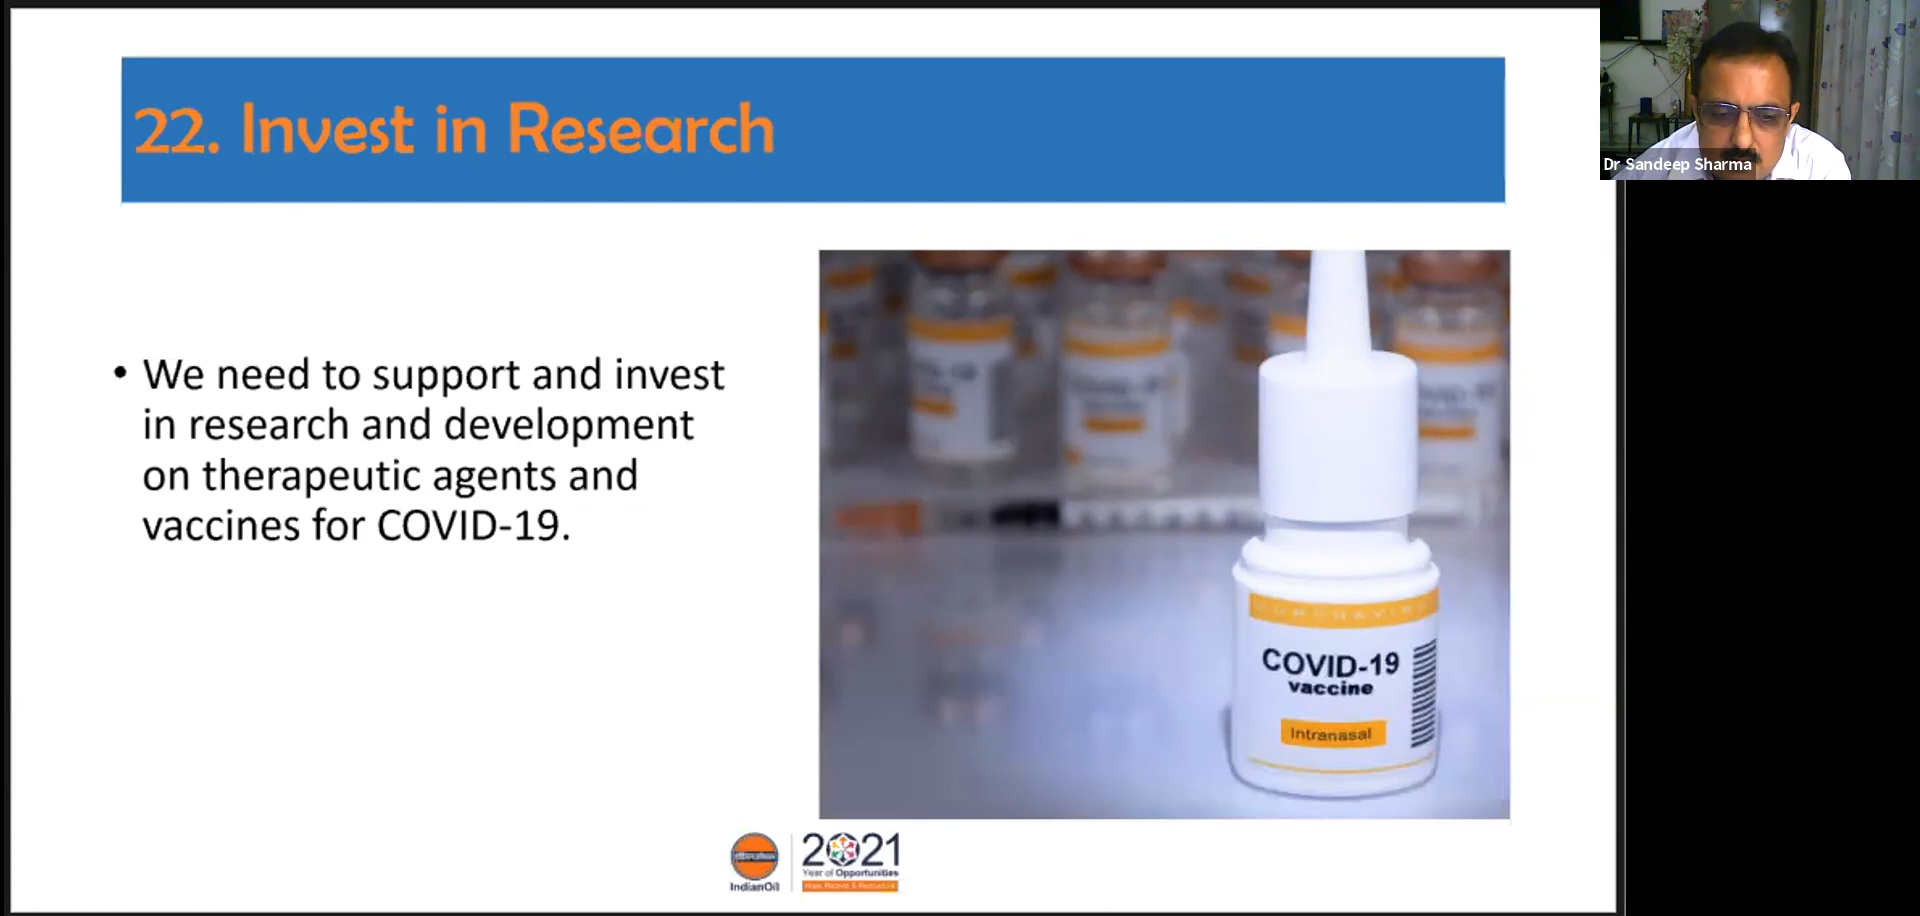 22. Invest in Research
Dr Sandeep Sharma
• We need to support and invest
in research and development
on therapeutic agents and
vaccines for COVID-19.
COVID-19
vaccine
Intranasal
IndianOil
2021
Year of Opportunities